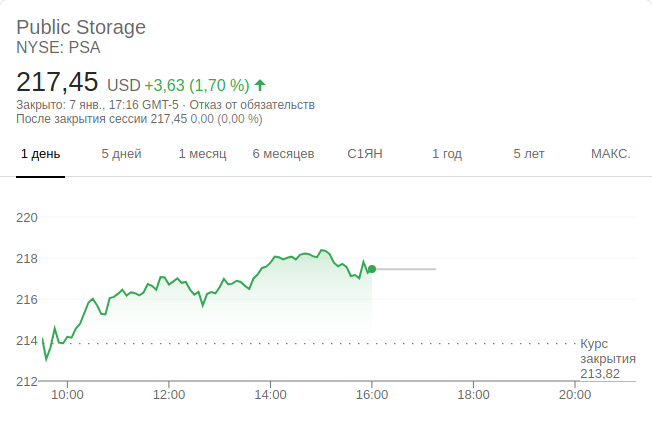 Public Storage
NYSE: PSA
217,45 USD +3,63 (1,70 %)
Закрыто: 7 янв., 17:16 GMT-5 · Отказ от обязательств
После закрытия сессии 217,45 0,00 (0,00 %)
1 день 5 дней 1 месяц 6 месяцев С1ЯН 1 год 5 лет МАКС.
220
218
216
214
Курс
закрытия
213,82
212
10:00 12:00 14:00 16:00 18:00 20:00